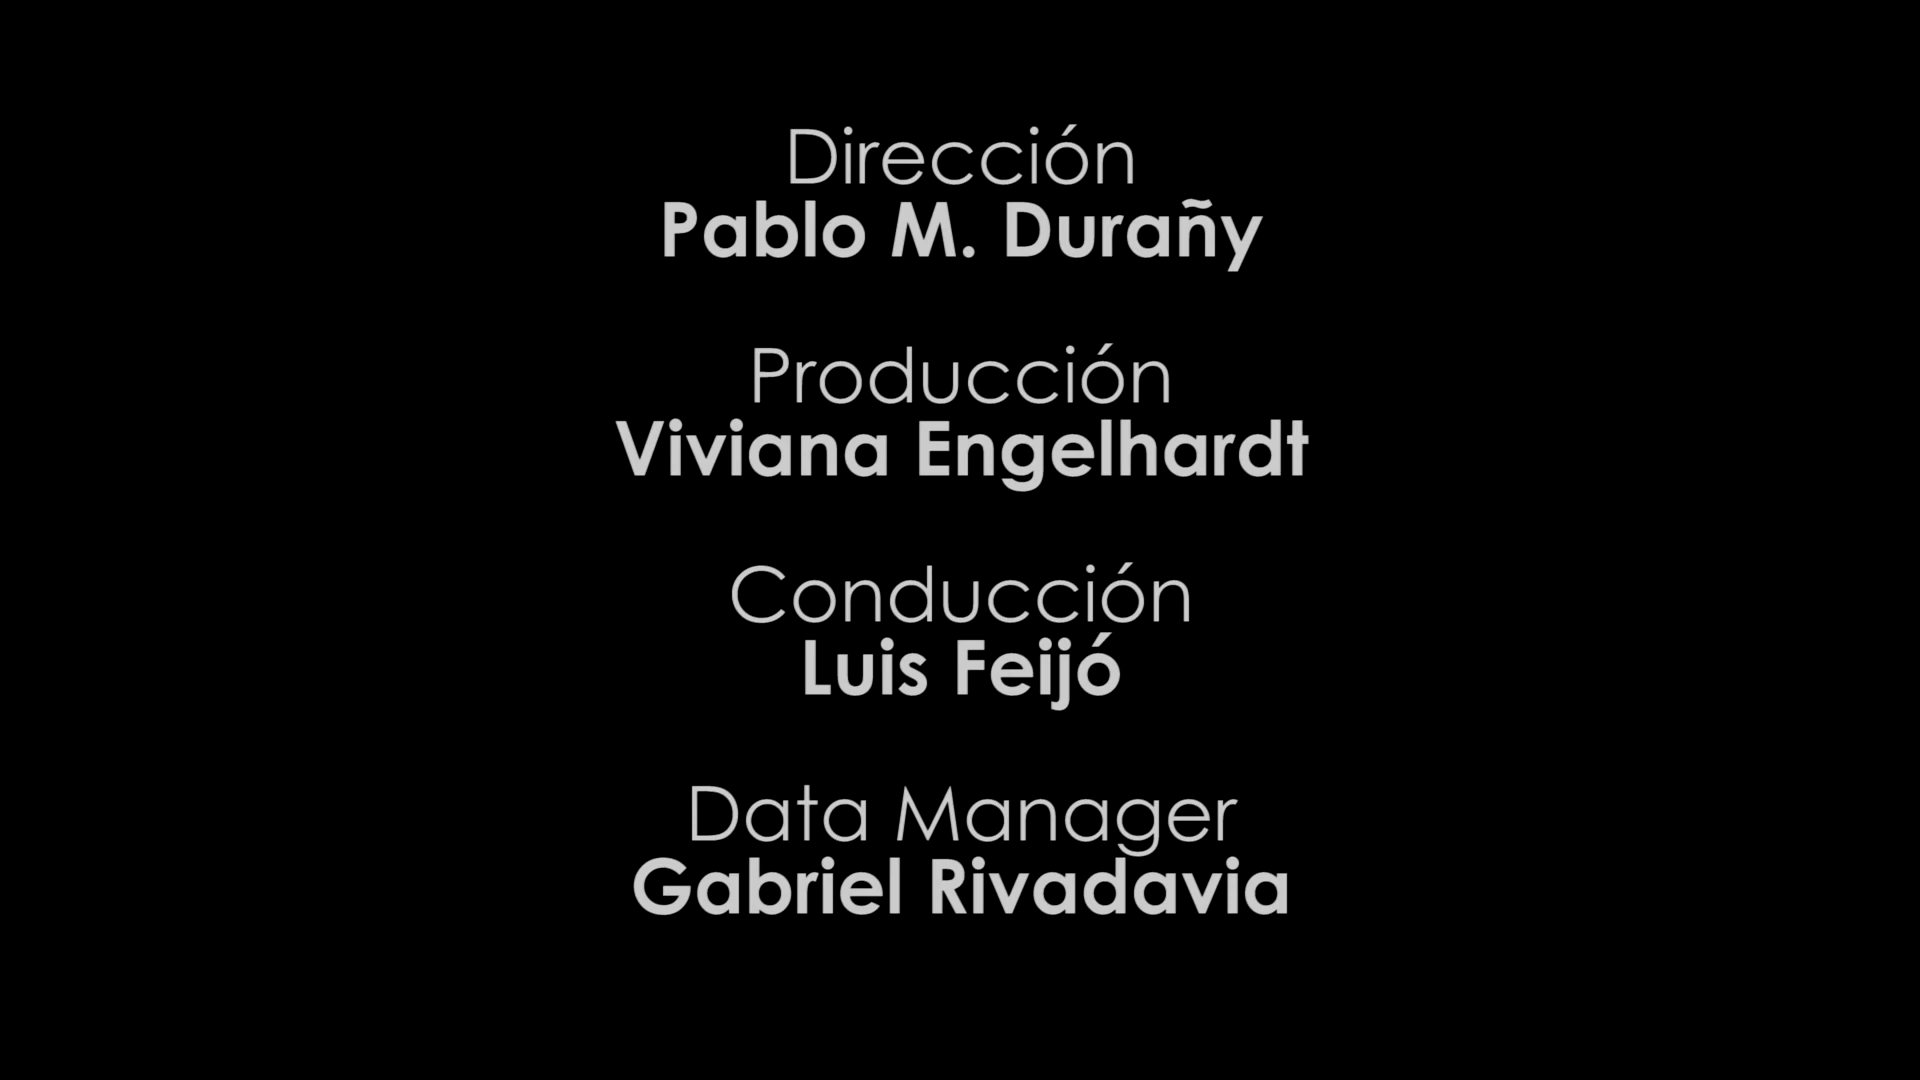 Dirección
Pablo M. Durañy
Producción
Viviana Engelhardt
Conducción
Luis Feijó
Data Manager
Gabriel Rivadavia